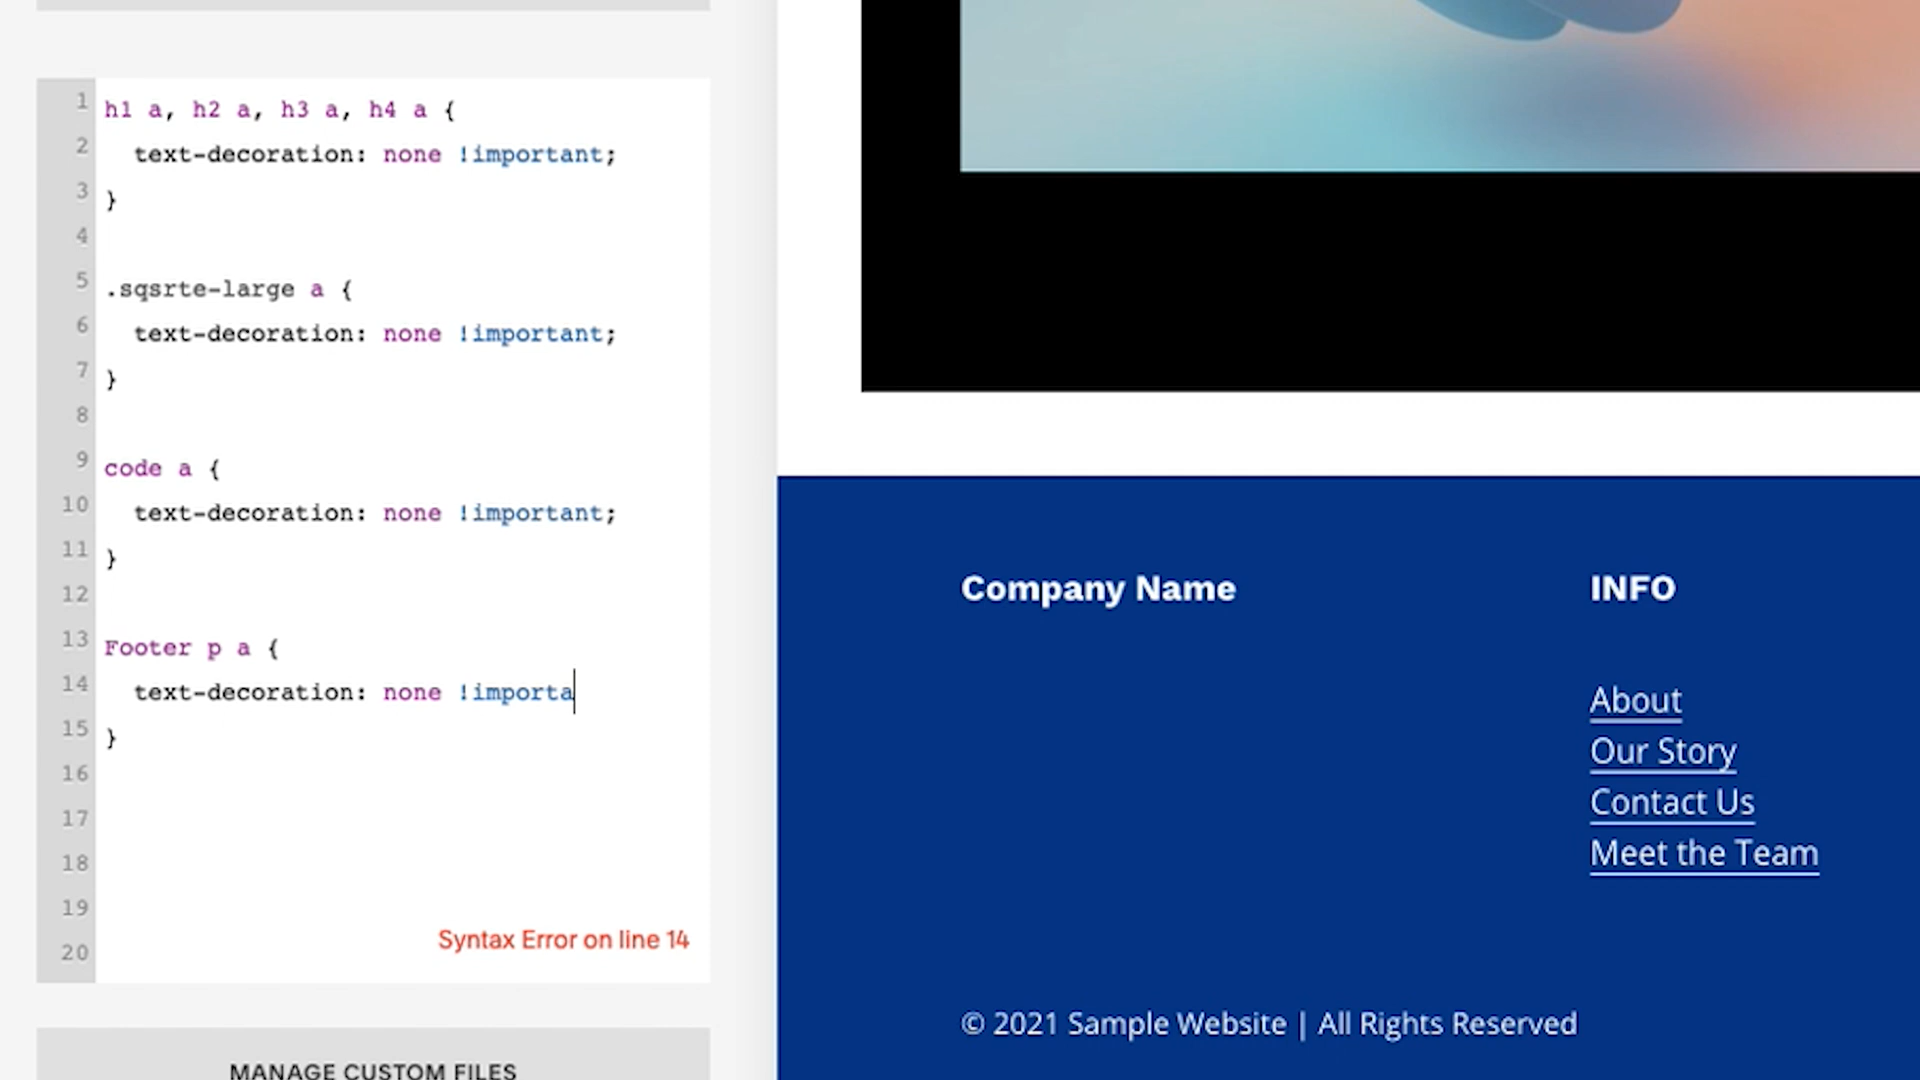 1 h1 a, h2 a, h3 a, h4 a {
2 text-decoration: none !important;
3 }
4
5 .sqsrte-large a {
6 text-decoration: none !important;
7 }
8
9 code a {
10 text-decoration: none !important;
11 }
12
13 Footer p a {
14 text-decoration: none !importa
15 }
16
17
18
19
20
Syntax Error on line 14
MANAGE CUSTOM FILES
Company Name
INFO
About
Our Story
Contact Us
Meet the Team
© 2021 Sample Website | All Rights Reserved